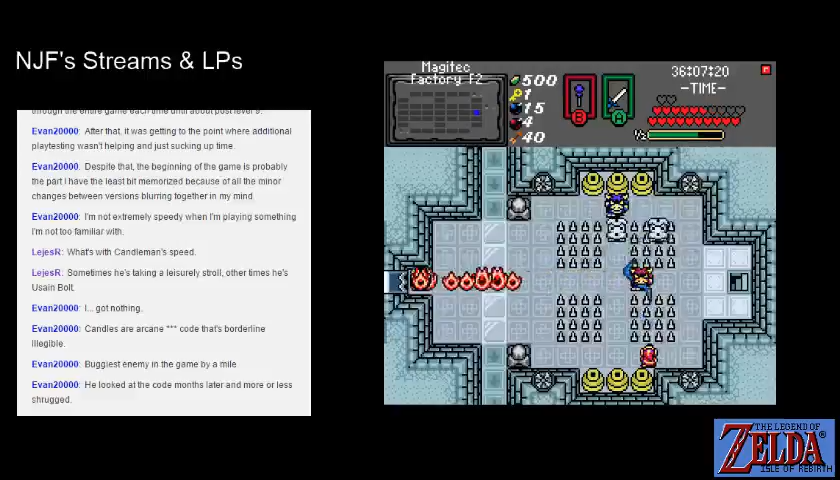 NJF's Streams & LPs
through the entire game each time until about post level 9.
Evan20000: After that, it was getting to the point where additional
playtesting wasn't helping and just sucking up time.
Evan20000: Despite that, the beginning of the game is probably
the part I have the least bit memorized because of all the minor
changes between versions blurring together in my mind.
Evan20000: I'm not extremely speedy when I'm playing something
I'm not too familiar with.
LejesR: What's with Candleman's speed.
LejesR: Sometimes he's taking a leisurely stroll, other times he's
Usain Bolt.
Evan20000: I... got nothing.
Evan20000: Candles are arcane *** code that's borderline
illegible.
Evan20000: Buggiest enemy in the game by a mile.
Evan20000: He looked at the code months later and more or less
shrugged.
Magitec
Factory F2
500
1
15
4
40
B
A
36:07:20
-TIME-
1/2
THE LEGEND OF
ZELDA®
ISLE OF REBIRTH